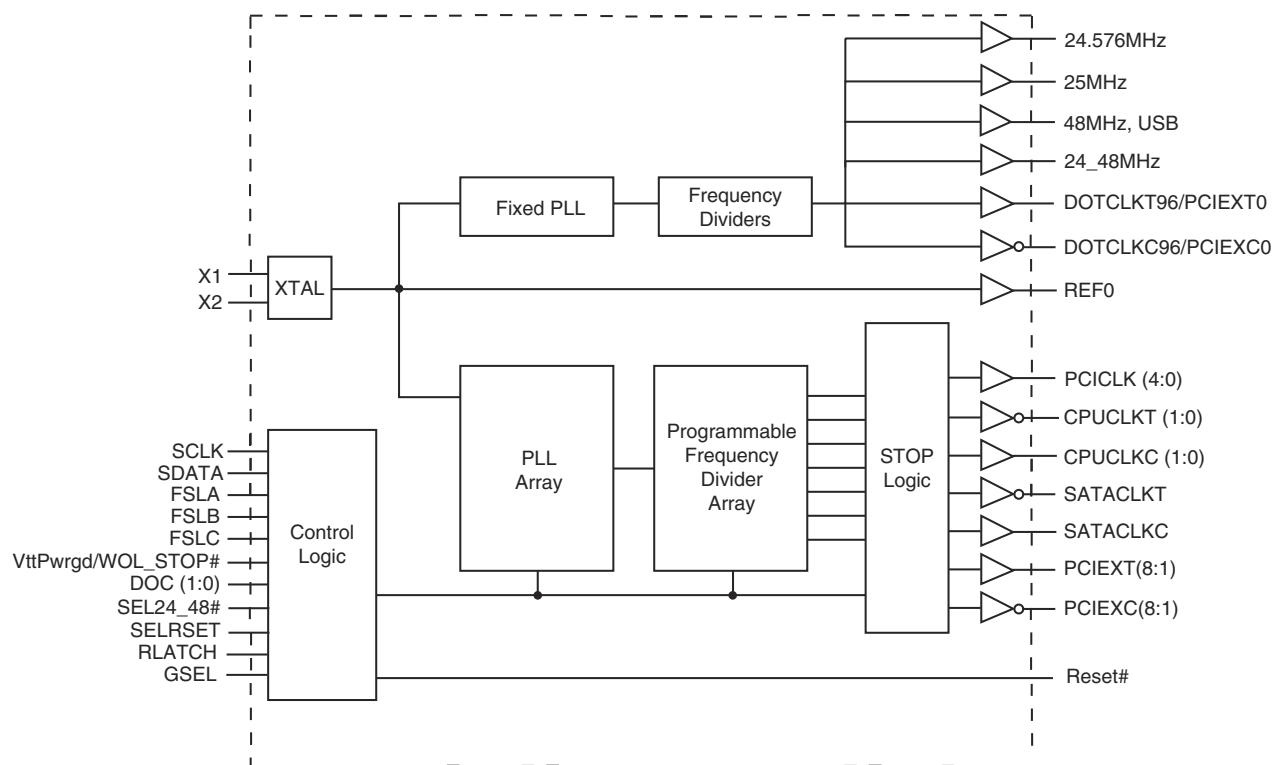 24.576MHz
25MHz
48MHz, USB
24_48MHz
Fixed PLL
Frequency
Dividers
DOTCLKT96/PCIEXT0
DOTCLKC96/PCIEXC0
X1
X2
XTAL
REF0
PCICLK (4:0)
CPUCLKT (1:0)
CPUCLKC (1:0)
SATACLKT
SATACLKC
PCIEXT(8:1)
PCIEXC(8:1)
PLL
Array
Programmable
Frequency
Divider
Array
STOP
Logic
SCLK
SDATA
FSLA
FSLB
FSLC
VttPwrgd/WOL_STOP#
DOC (1:0)
SEL24_48#
SELRSET
RLATCH
GSEL
Control
Logic
Reset#